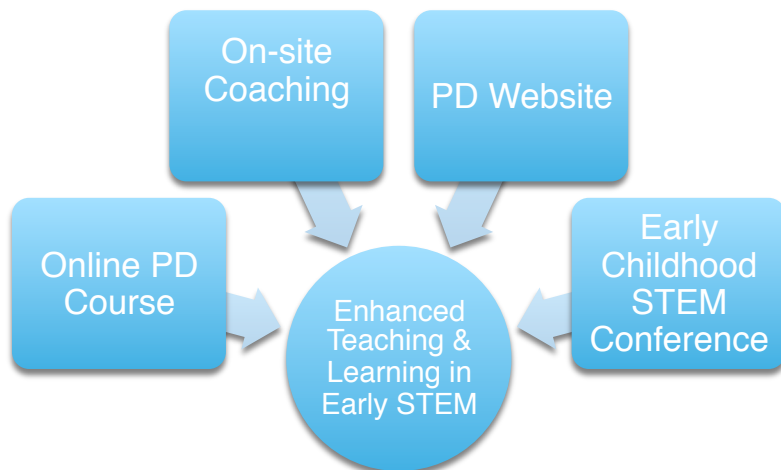 On-site
Coaching
PD Website
Online PD
Course
Early
Childhood
STEM
Conference
Enhanced
Teaching &
Learning in
Early STEM